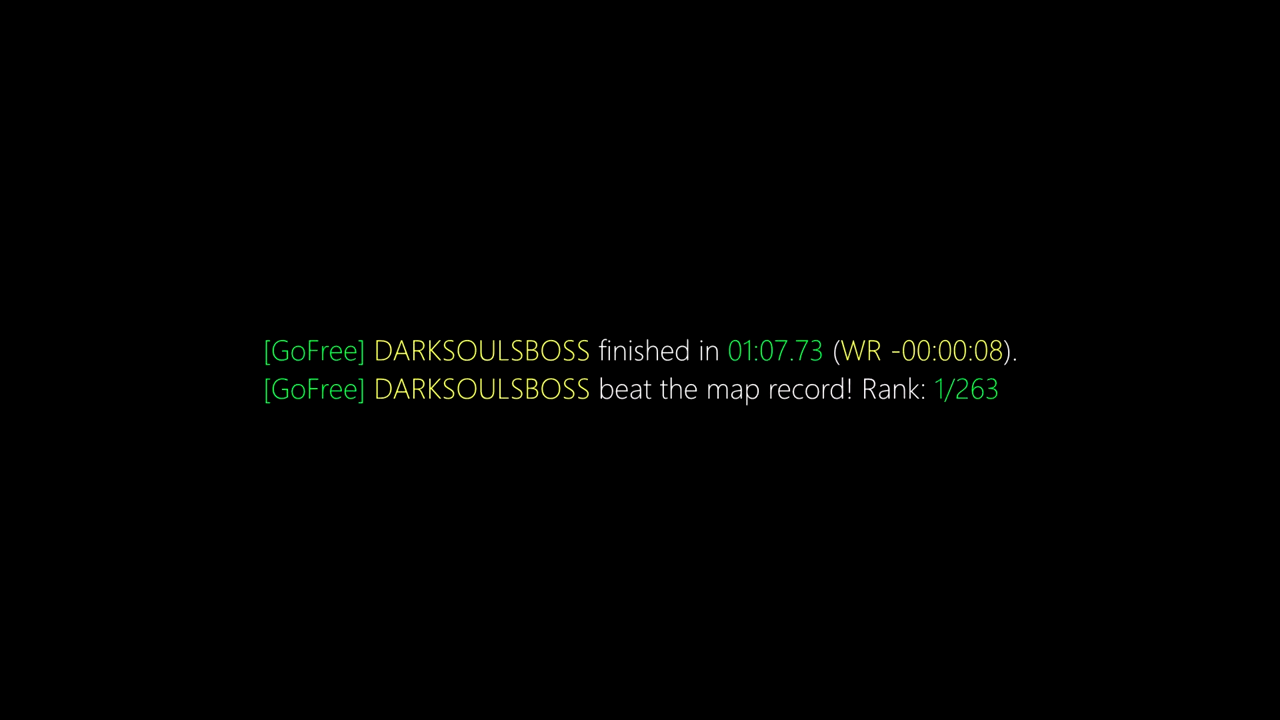 [GoFree] DARKSOULSBOSS finished in 01:07.73 (WR -00:00:08).
[GoFree] DARKSOULSBOSS beat the map record! Rank: 1/263